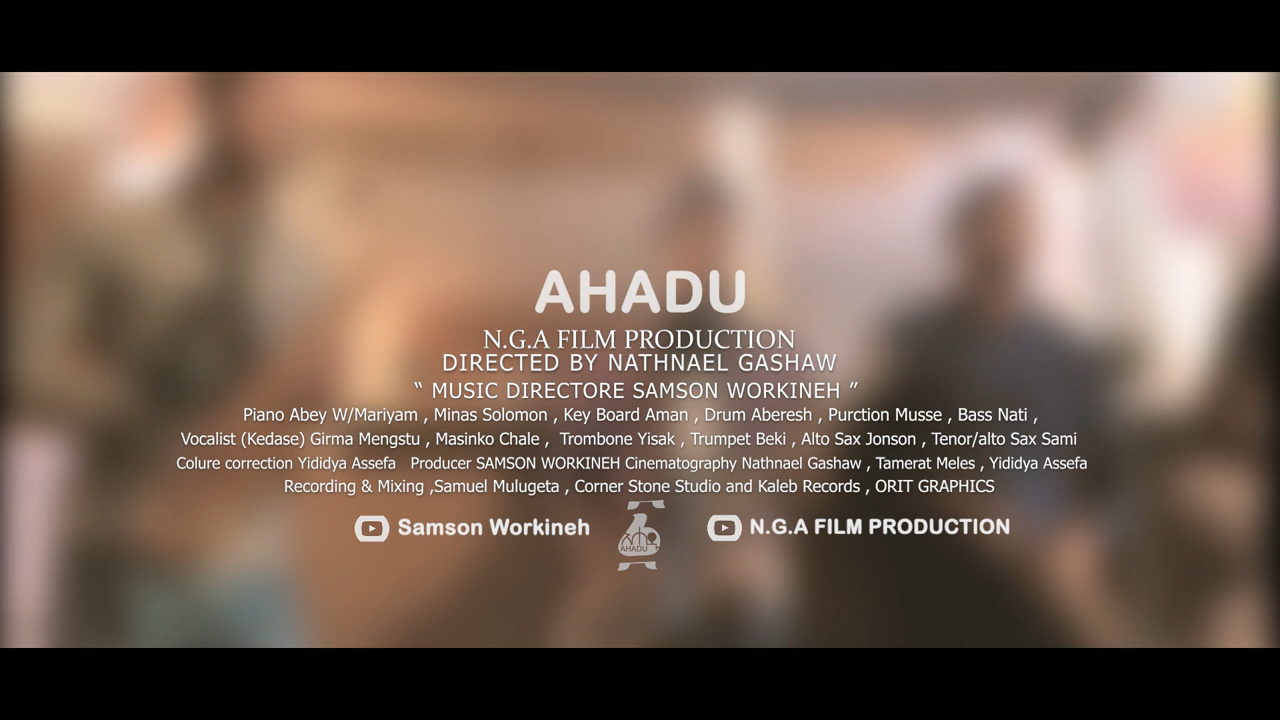 AHADU
N.G.A FILM PRODUCTION
DIRECTED BY NATHNAEL GASHAW
“ MUSIC DIRECTORE SAMSON WORKINEH ”
Piano Abey W/Mariyam , Minas Solomon , Key Board Aman , Drum Aberesh , Purction Musse , Bass Nati ,
Vocalist (Kedase) Girma Mengstu , Masinko Chale , Trombone Yisak , Trumpet Beki , Alto Sax Jonson , Tenor/alto Sax Sami
Colure correction Yididya Assefa Producer SAMSON WORKINEH Cinematography Nathnael Gashaw , Tamerat Meles , Yididya Assefa
Recording & Mixing ,Samuel Mulugeta , Corner Stone Studio and Kaleb Records , ORIT GRAPHICS
Samson Workineh
AHADU
N.G.A FILM PRODUCTION